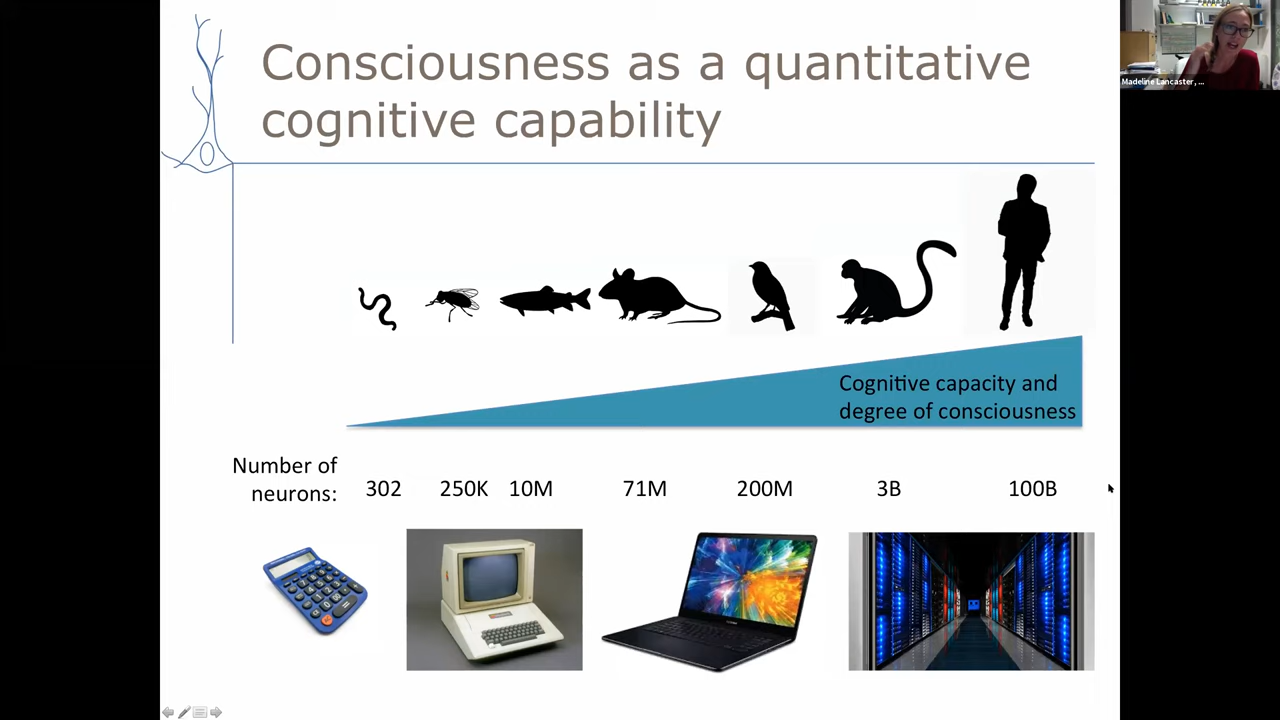 Consciousness as a quantitative
cognitive capability
Madeline Lancaster, ...
Cognitive capacity and
degree of consciousness
Number of
neurons:
302 250K 10M 71M 200M 3B 100B